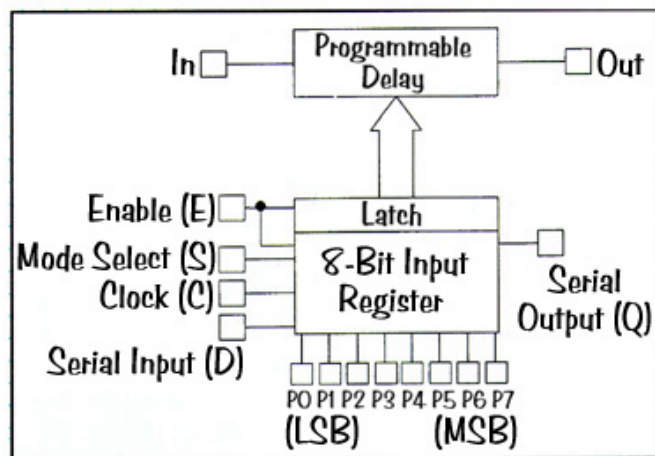 In
Programmable
Delay
Out
Enable (E)
Latch
Mode Select (S)
8-Bit Input
Register
Clock (C)
Serial
Output (Q)
Serial Input (D)
P0 P1 P2 P3 P4 P5 P6 P7
(LSB) (MSB)